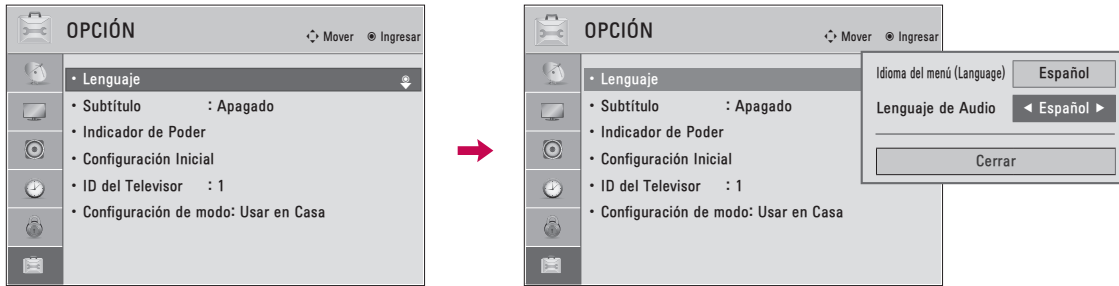 OPCIÓN
Mover Ingresar
• Lenguaje
• Subtítulo : Apagado
• Indicador de Poder
• Configuración Inicial
• ID del Televisor : 1
• Configuración de modo: Usar en Casa
OPCIÓN
Mover Ingresar
• Lenguaje
• Subtítulo : Apagado
• Indicador de Poder
• Configuración Inicial
• ID del Televisor : 1
• Configuración de modo: Usar en Casa
Idioma del menú (Language) Español
Lenguaje de Audio ◄ Español ►
Cerrar